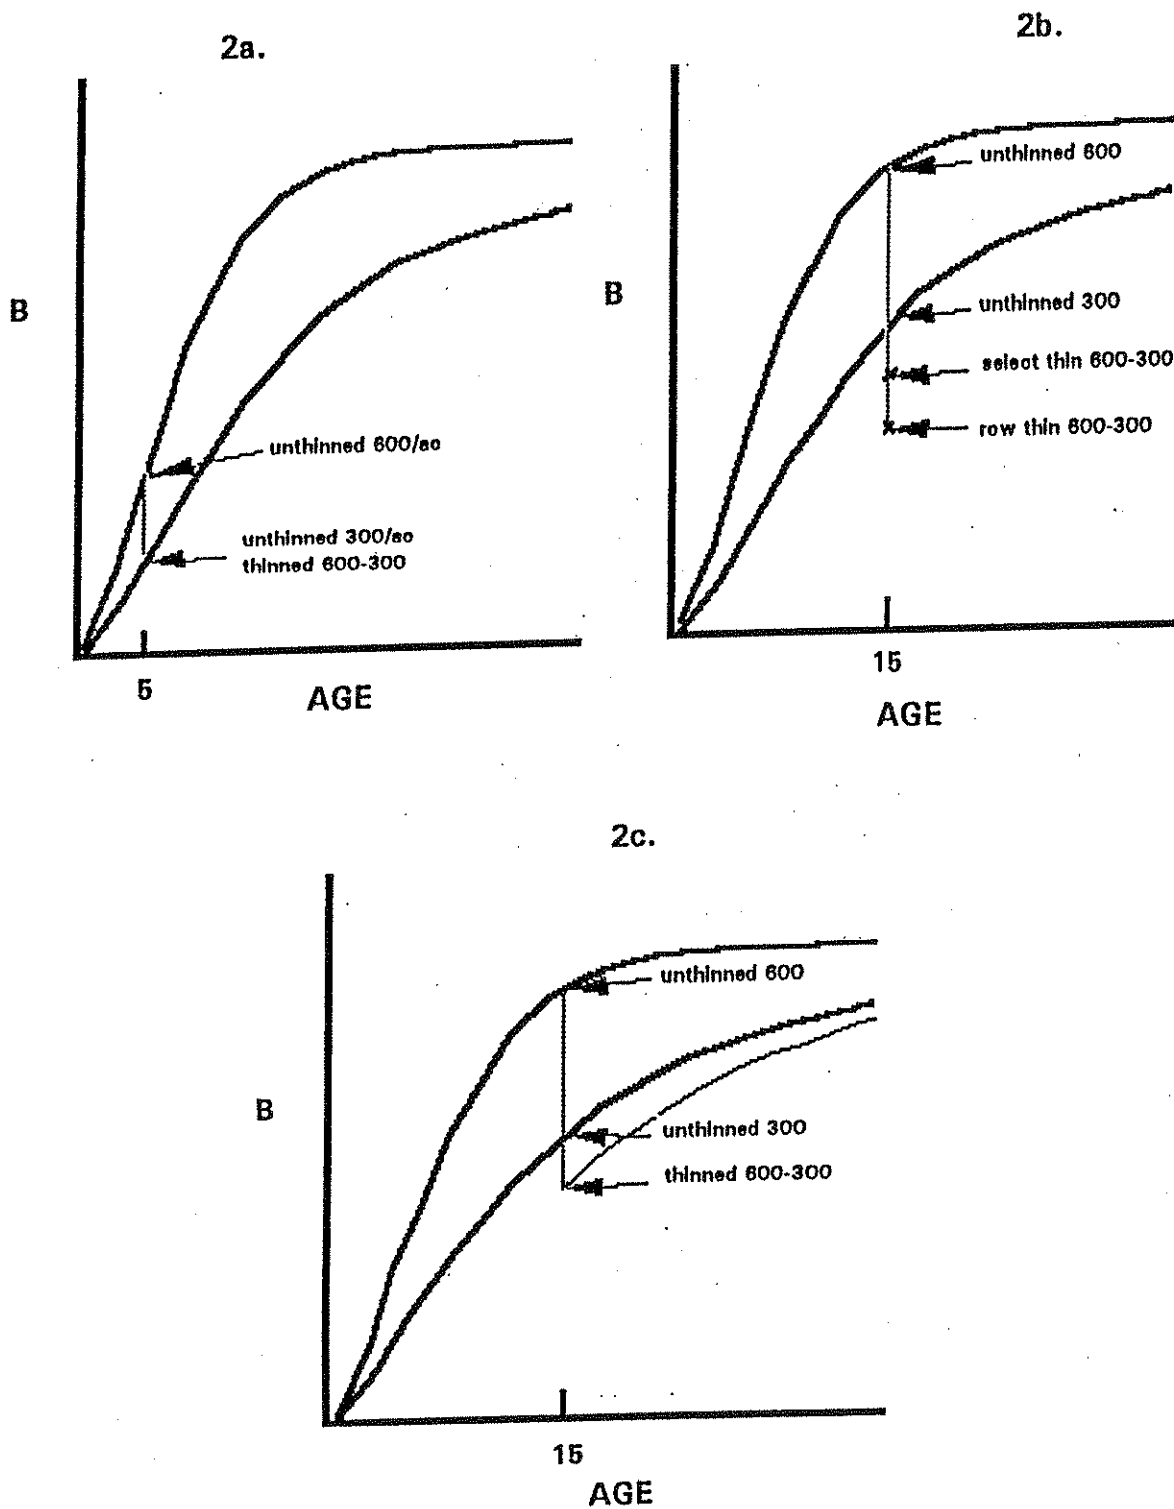 2a.
B
unthinned 600/ac
unthinned 300/ac
thinned 600-300
5
AGE
2b.
B
unthinned 600
unthinned 300
select thin 600-300
row thin 600-300
15
AGE
2c.
B
unthinned 600
unthinned 300
thinned 600-300
15
AGE